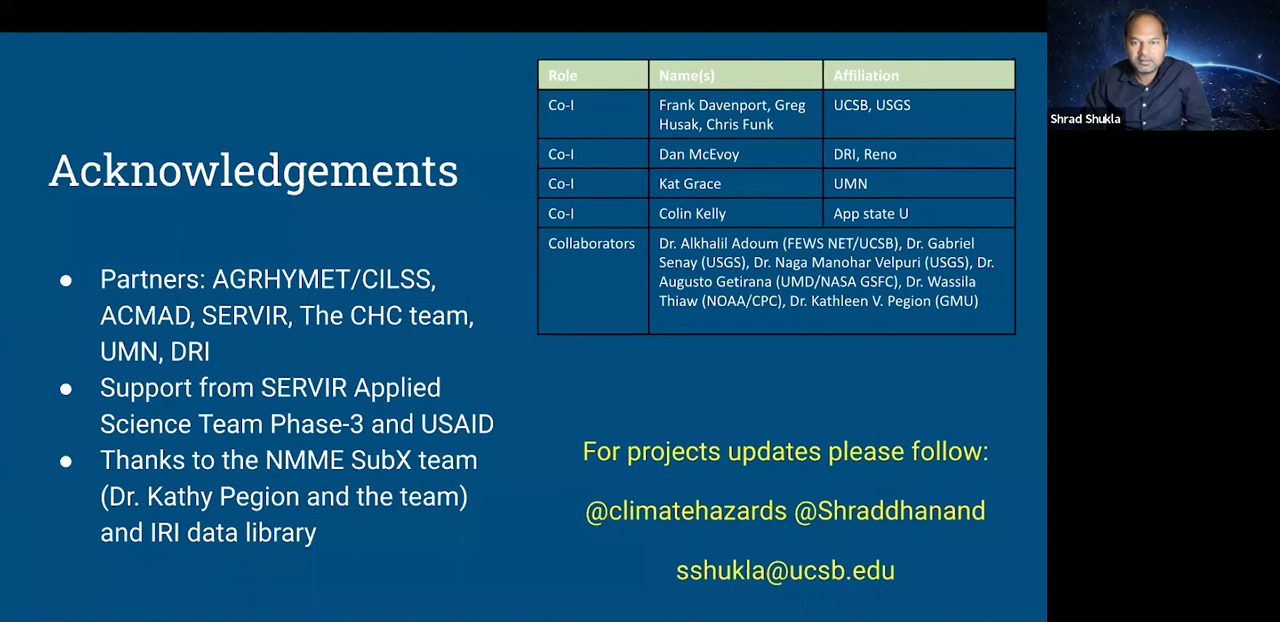 Acknowledgements
● Partners: AGRHYMET/CILSS,
ACMAD, SERVIR, The CHC team,
UMN, DRI
● Support from SERVIR Applied
Science Team Phase-3 and USAID
● Thanks to the NMME SubX team
(Dr. Kathy Pegion and the team)
and IRI data library
Role Name(s) Affiliation
Co-I Frank Davenport, Greg UCSB, USGS
Husak, Chris Funk
Co-I Dan McEvoy DRI, Reno
Co-I Kat Grace UMN
Co-I Colin Kelly App state U
Collaborators Dr. Alkhalil Adoum (FEWS NET/UCSB), Dr. Gabriel
Senay (USGS), Dr. Naga Manohar Velpuri (USGS), Dr.
Augusto Getirana (UMD/NASA GSFC), Dr. Wassila
Thiaw (NOAA/CPC), Dr. Kathleen V. Pegion (GMU)
For projects updates please follow:
@climatehazards @Shraddhanand
sshukla@ucsb.edu
Shrad Shukla